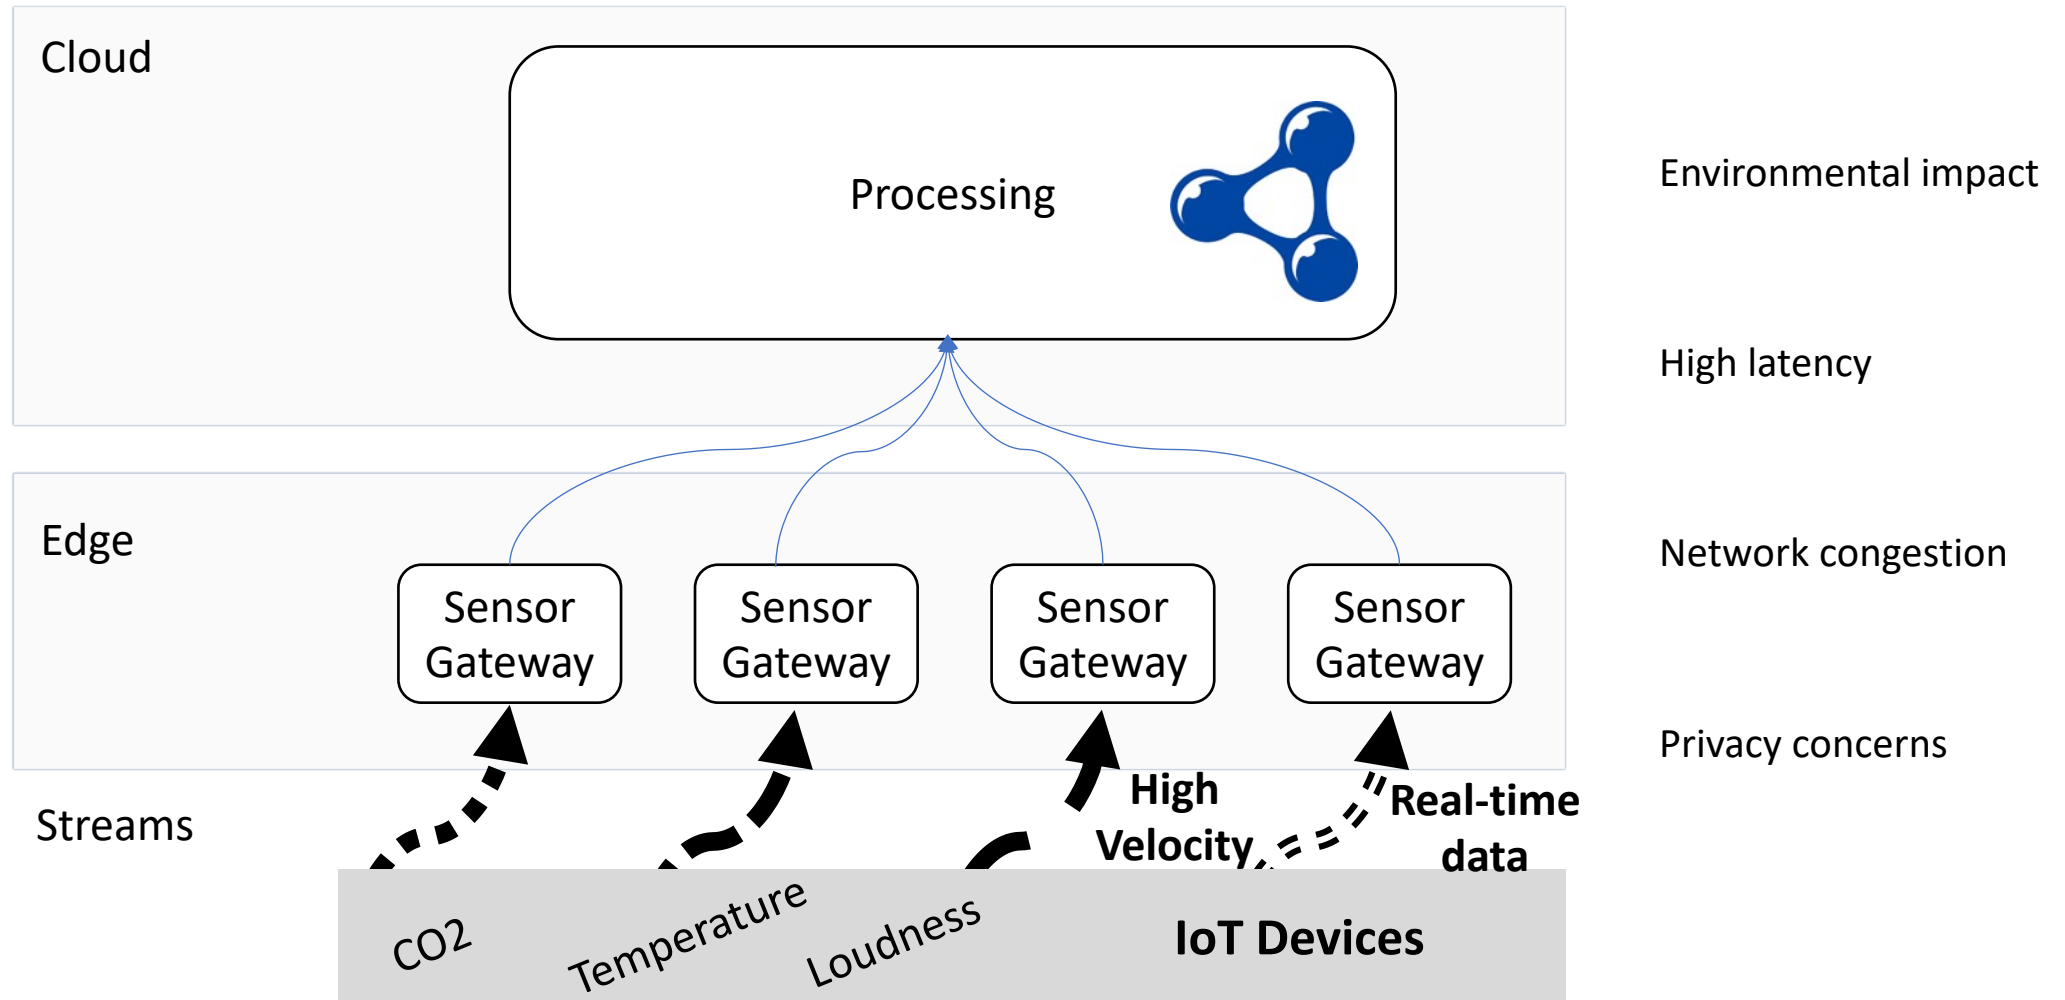 Cloud
Processing
Environmental impact
High latency
Edge
Network congestion
Sensor
Gateway
Sensor
Gateway
Sensor
Gateway
Sensor
Gateway
Privacy concerns
Streams
High
Velocity
Real-time
data
CO2
Temperature
Loudness
IoT Devices